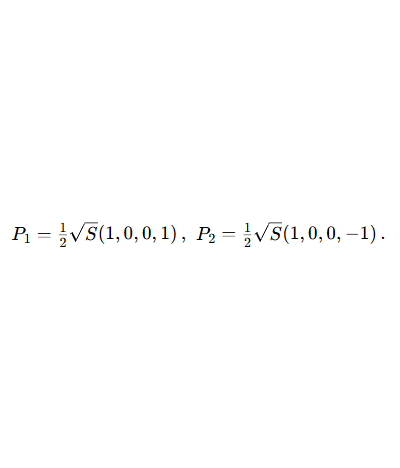 P₁ = ½√S(1, 0, 0, 1) , P₂ = ½√S(1, 0, 0, −1) .